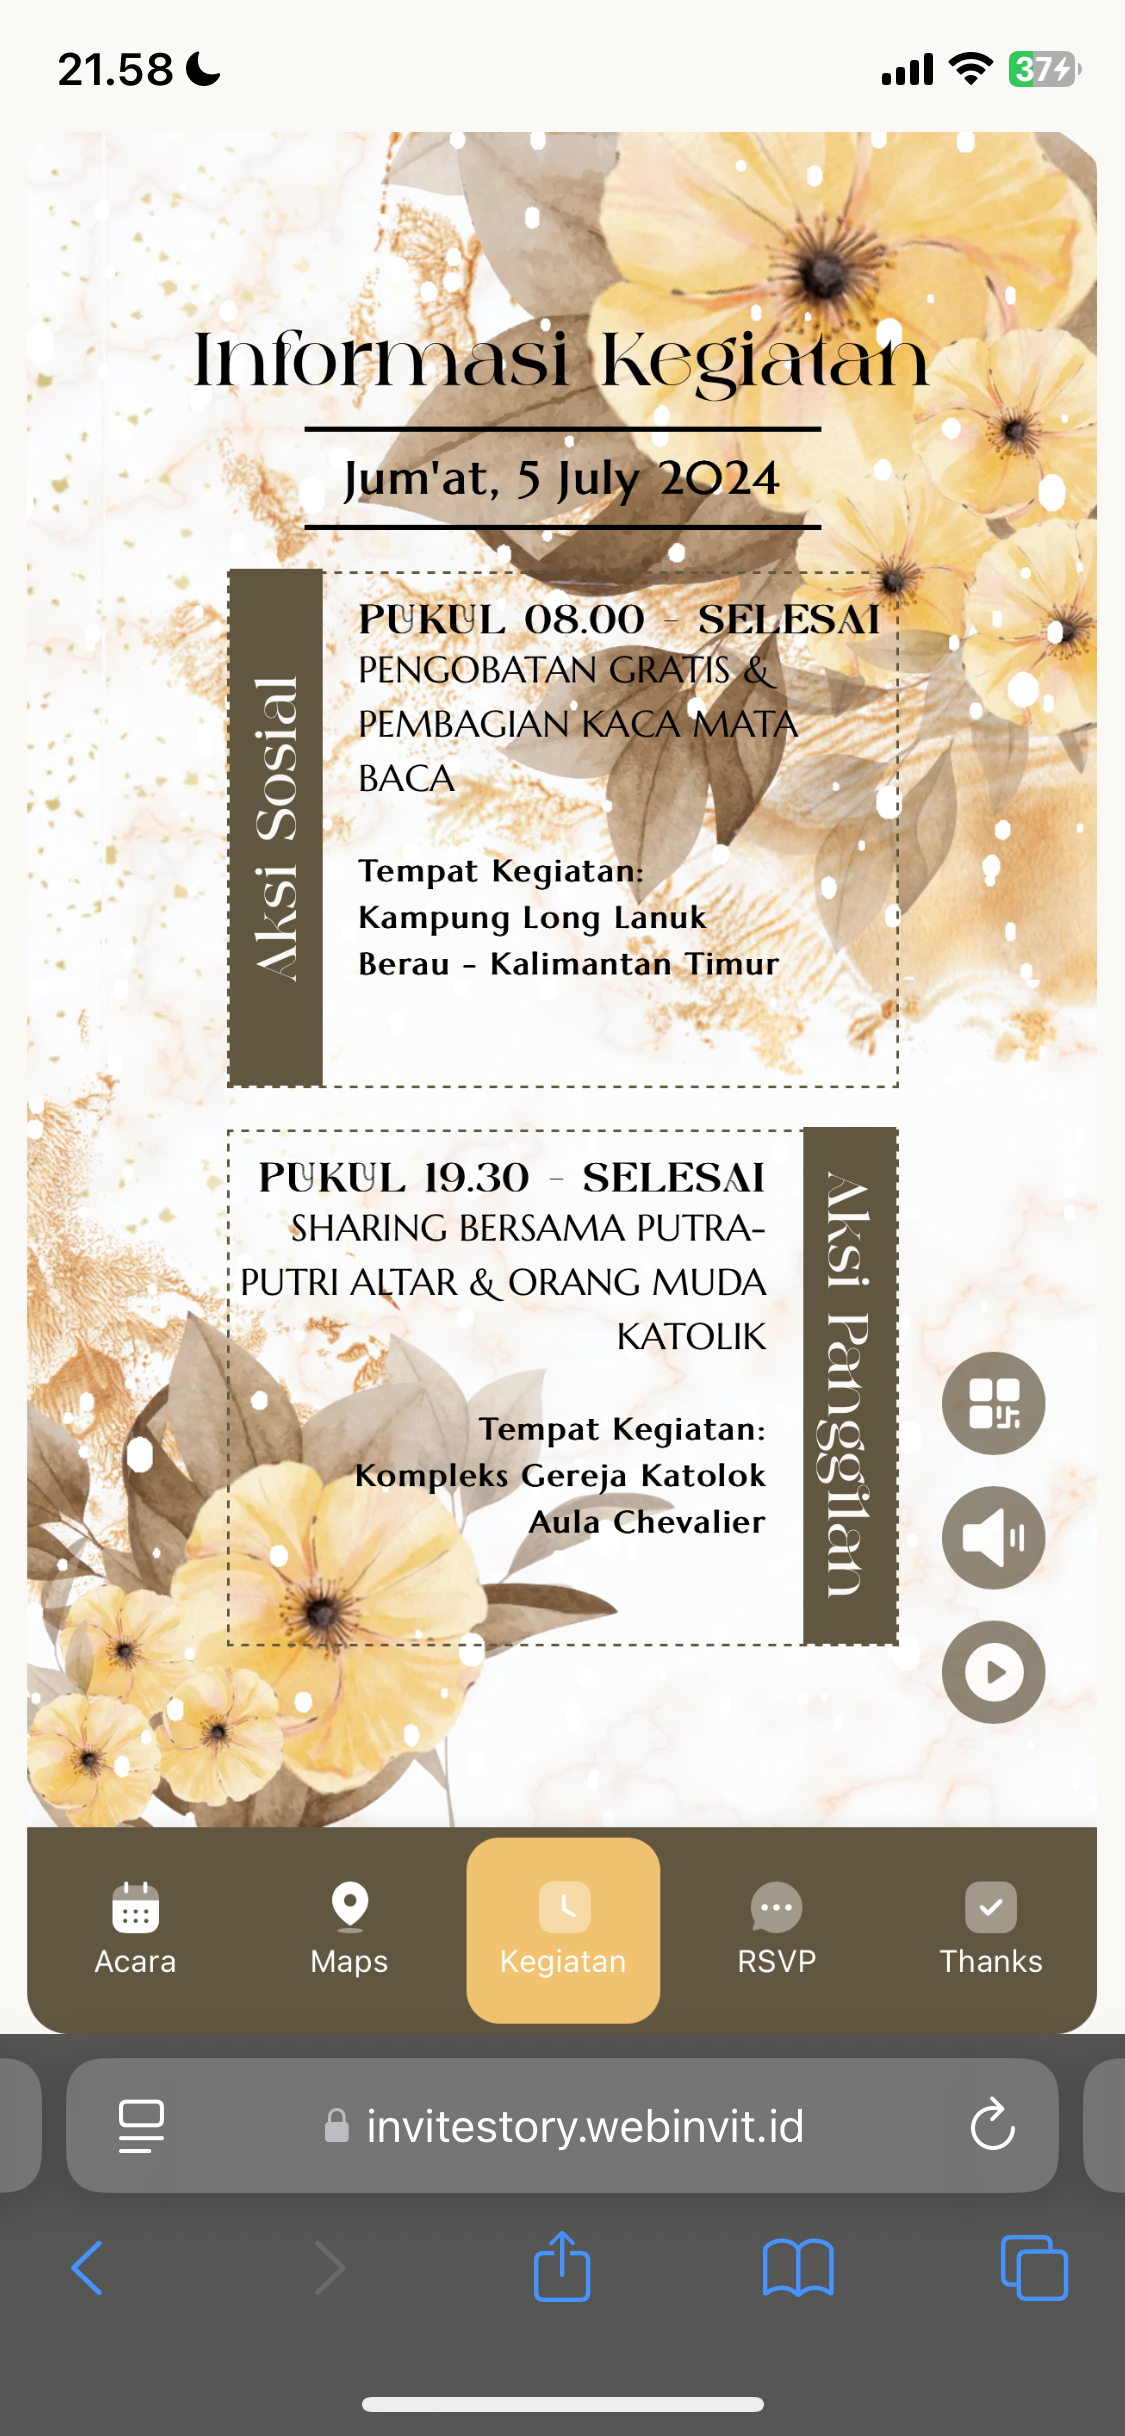 21.58
37
Informasi Kegiatan
Jum'at, 5 July 2024
Aksi Sosial
PUKUL 08.00 - SELESAI
PENGOBATAN GRATIS &
PEMBAGIAN KACA MATA
BACA
Tempat Kegiatan:
Kampung Long Lanuk
Berau - Kalimantan Timur
PUKUL 19.30 - SELESAI
SHARING BERSAMA PUTRA-
PUTRI ALTAR & ORANG MUDA
KATOLIK
Tempat Kegiatan:
Kompleks Gereja Katolok
Aula Chevalier
Aksi Panggilan
Acara
Maps
Kegiatan
RSVP
Thanks
invitestory.webinvit.id